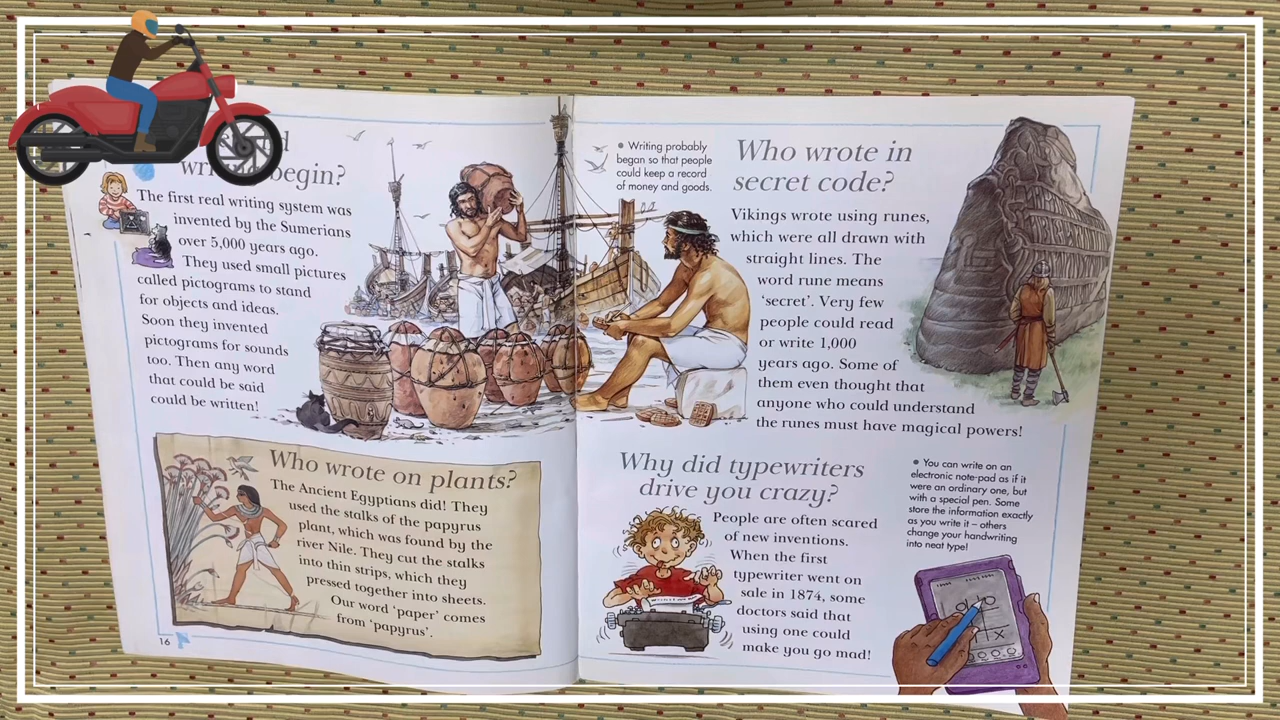 begin?
The first real writing system was
invented by the Sumerians
over 5,000 years ago.
They used small pictures
called pictograms to stand
for objects and ideas.
Soon they invented
pictograms for sounds
too. Then any word
that could be said
could be written!
Who wrote on plants?
The Ancient Egyptians did! They
used the stalks of the papyrus
plant, which was found by the
river Nile. They cut the stalks
into thin strips, which they
pressed together into sheets.
Our word ‘paper’ comes
from ‘papyrus’.
16
• Writing probably
began so that people
could keep a record
of money and goods.
Who wrote in
secret code?
Vikings wrote using runes,
which were all drawn with
straight lines. The
word rune means
‘secret’. Very few
people could read
or write 1,000
years ago. Some of
them even thought that
anyone who could understand
the runes must have magical powers!
Why did typewriters
drive you crazy?
People are often scared
of new inventions.
When the first
typewriter went on
sale in 1874, some
doctors said that
using one could
make you go mad!
• You can write on an
electronic note-pad as if it
were an ordinary one, but
with a special pen. Some
store the information exactly
as you write it – others
change your handwriting
into neat type!